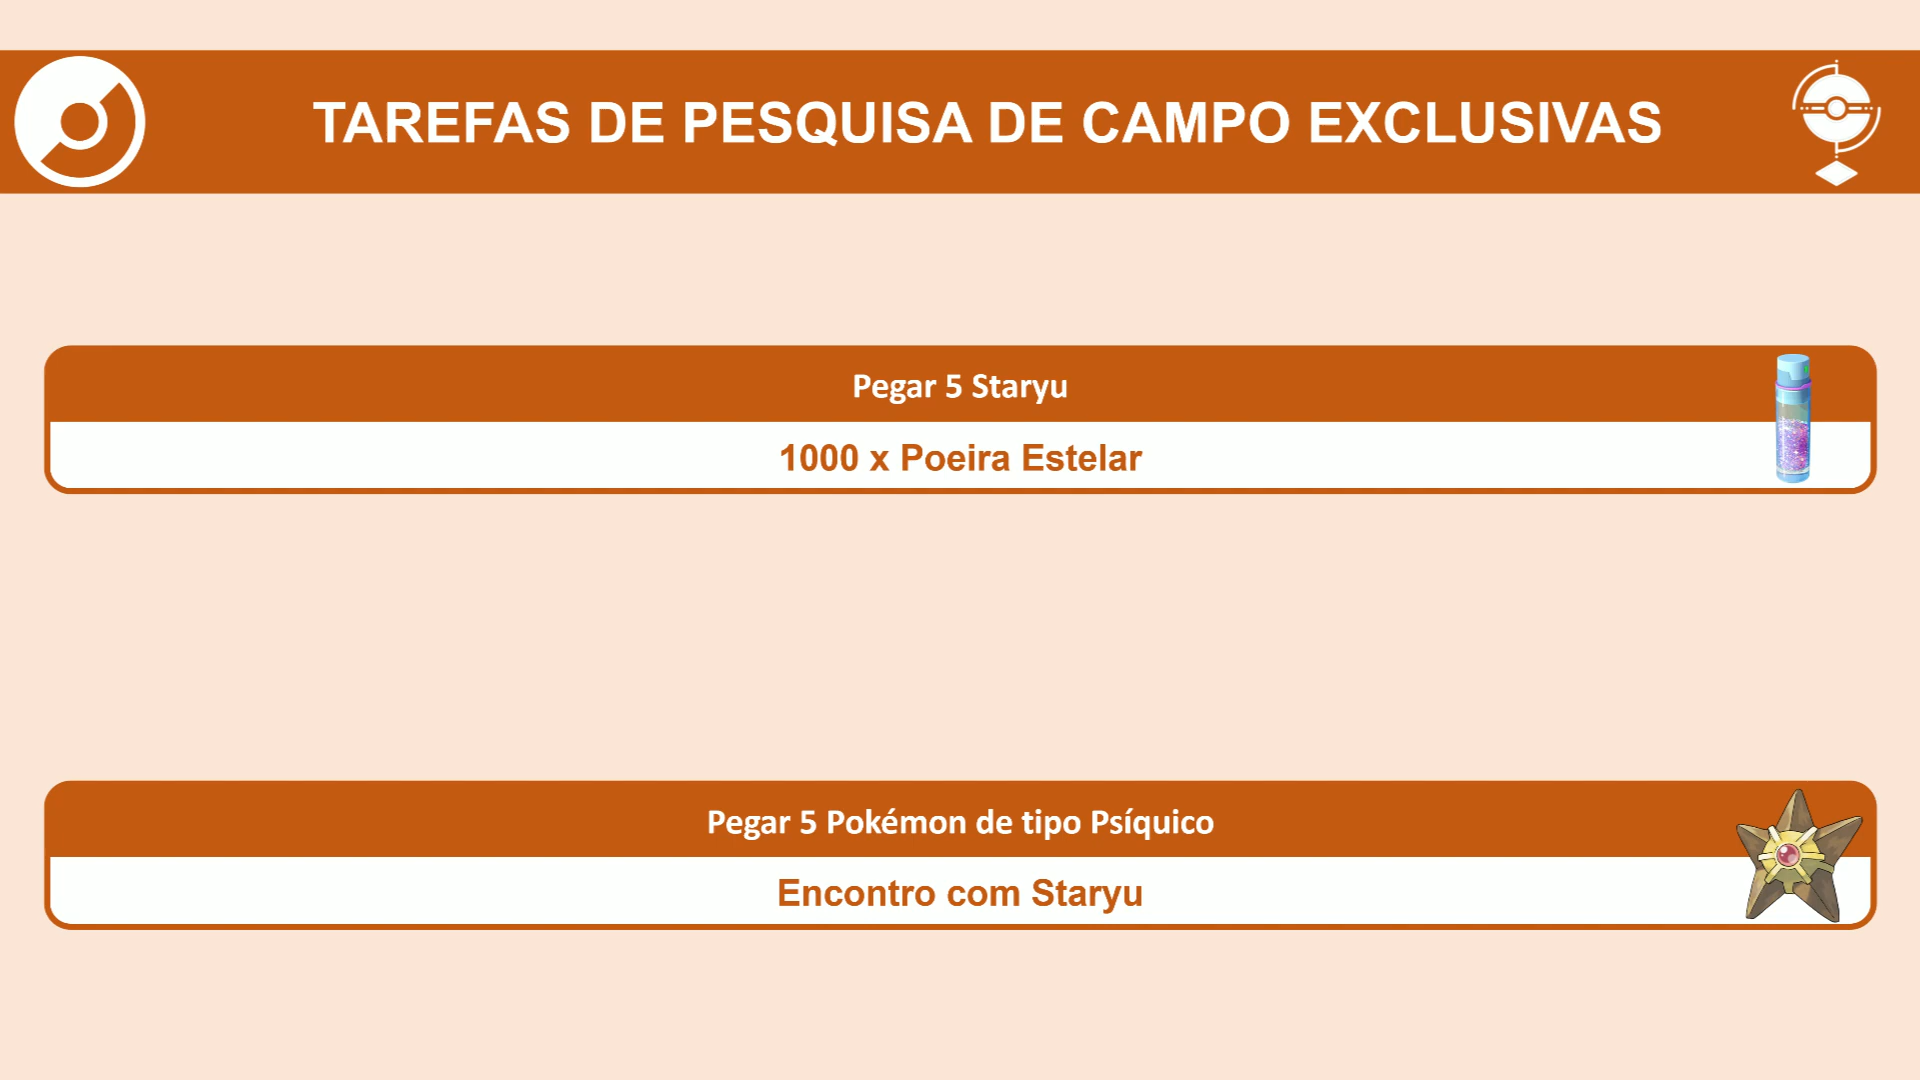 TAREFAS DE PESQUISA DE CAMPO EXCLUSIVAS
Pegar 5 Staryu
1000 x Poeira Estelar
Pegar 5 Pokémon de tipo Psíquico
Encontro com Staryu